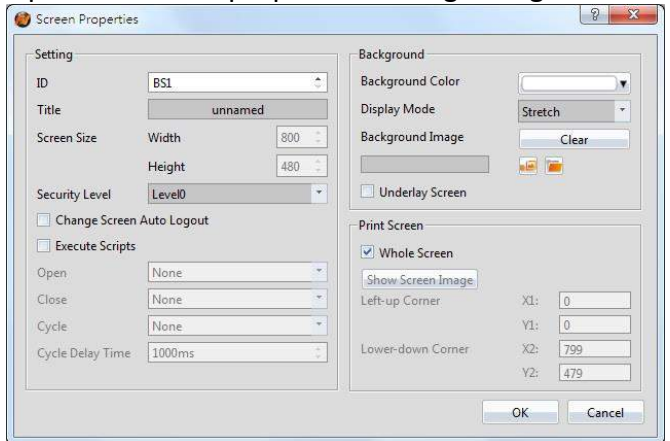 Screen Properties
Setting
ID BS1
Title unnamed
Screen Size Width 800
Height 480
Security Level Level0
Change Screen Auto Logout
Execute Scripts
Open None
Close None
Cycle None
Cycle Delay Time 1000ms
Background
Background Color
Display Mode Stretch
Background Image Clear
Underlay Screen
Print Screen
Whole Screen
Show Screen Image
Left-up Corner X1: 0
Y1: 0
Lower-down Corner X2: 799
Y2: 479
OK Cancel